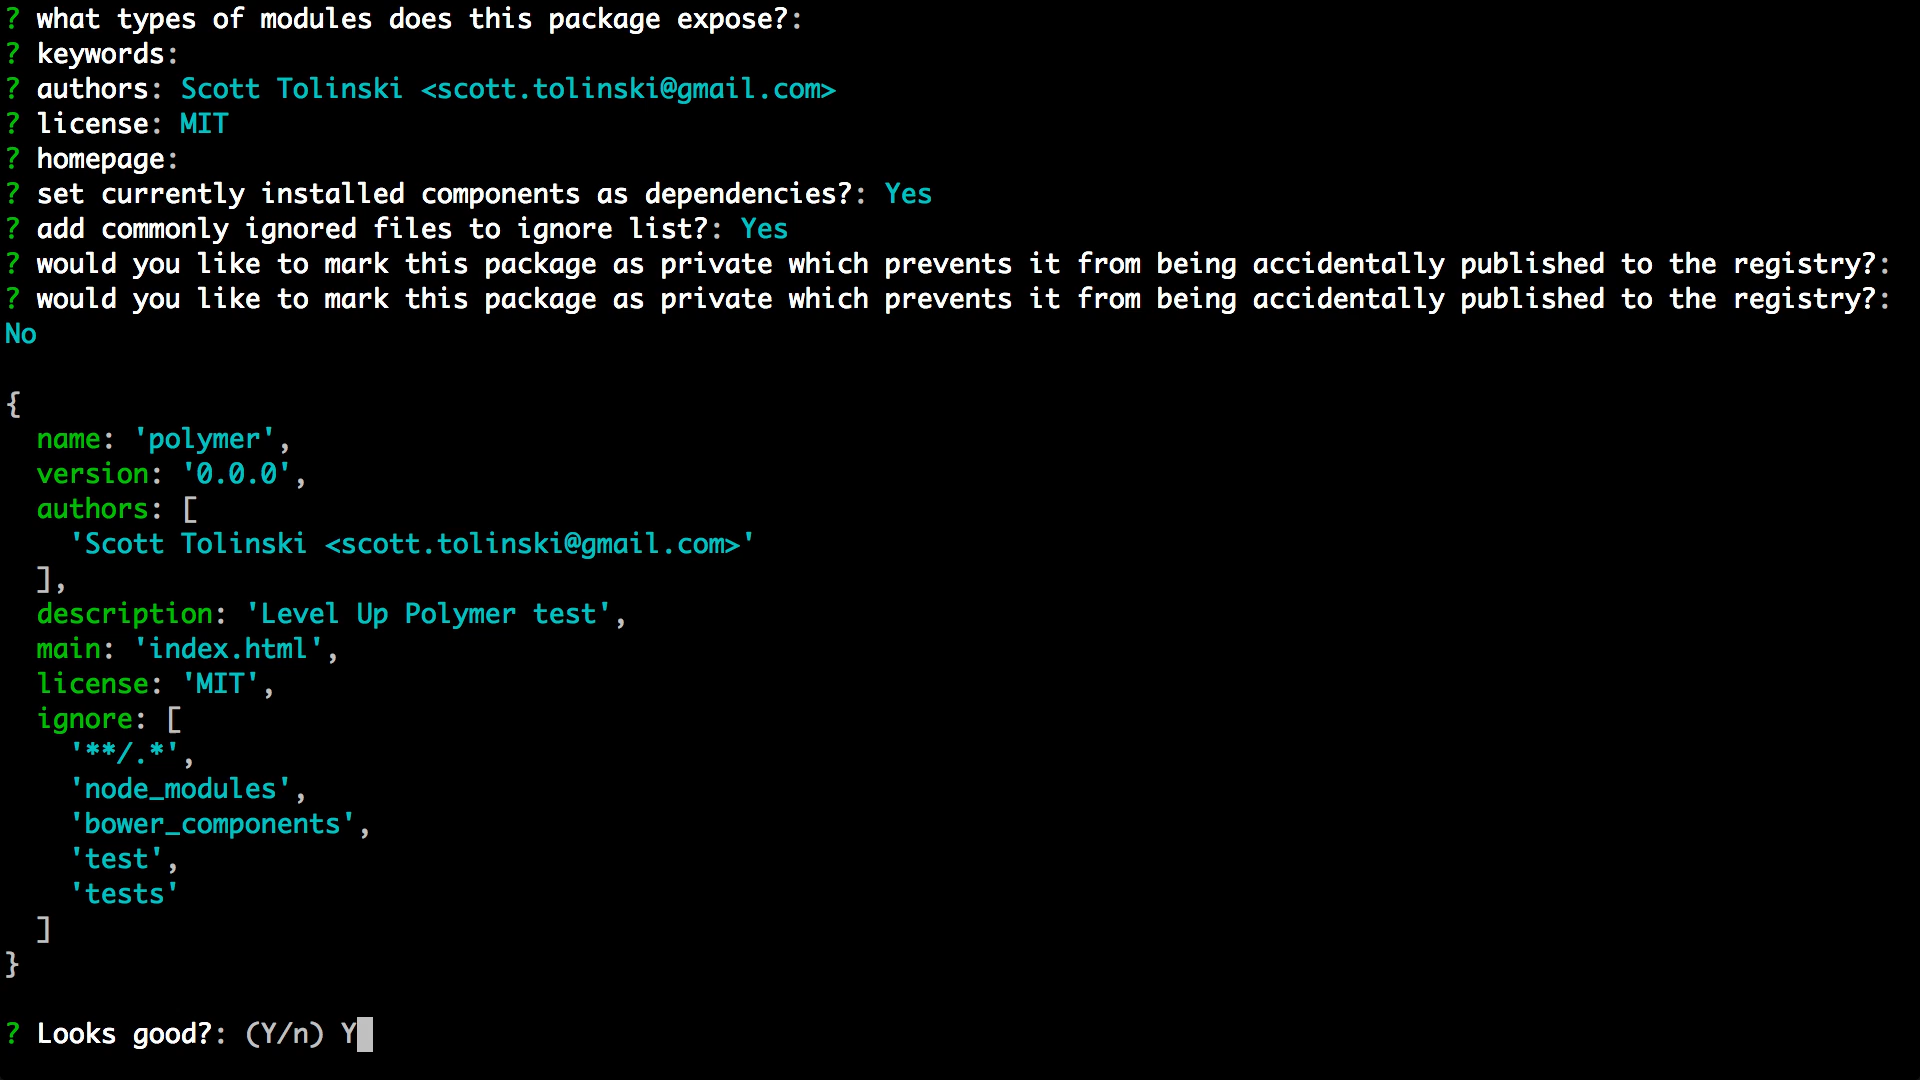 ? what types of modules does this package expose?:
? keywords:
? authors: Scott Tolinski <scott.tolinski@gmail.com>
? license: MIT
? homepage:
? set currently installed components as dependencies?: Yes
? add commonly ignored files to ignore list?: Yes
? would you like to mark this package as private which prevents it from being accidentally published to the registry?:
? would you like to mark this package as private which prevents it from being accidentally published to the registry?:
No
{
  name: 'polymer',
  version: '0.0.0',
  authors: [
    'Scott Tolinski <scott.tolinski@gmail.com>'
  ],
  description: 'Level Up Polymer test',
  main: 'index.html',
  license: 'MIT',
  ignore: [
    '**/.*',
    'node_modules',
    'bower_components',
    'test',
    'tests'
  ]
}
? Looks good?: (Y/n) Y